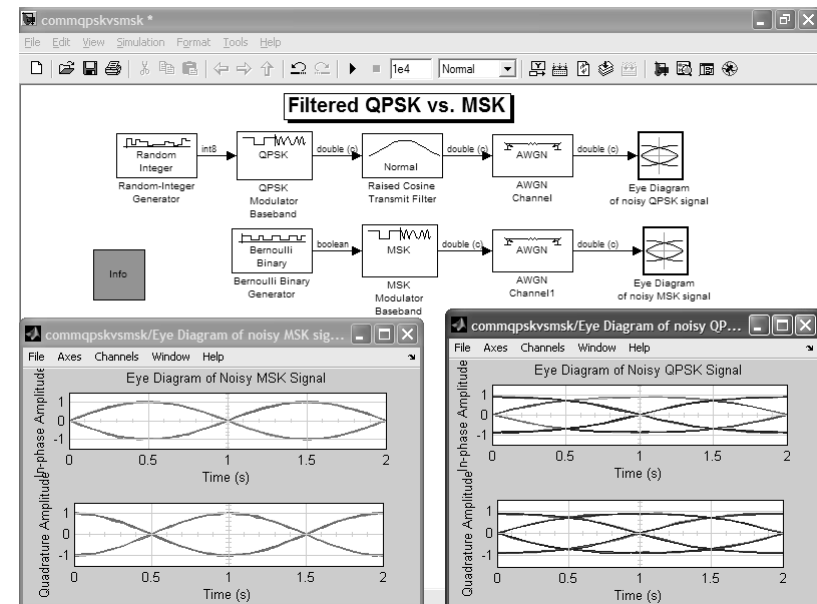 commqpskvsmsk *
File Edit View Simulation Format Tools Help
1e4 Normal
Filtered QPSK vs. MSK
Random
Integer
int8
QPSK
double (c)
Normal
double (c)
AWGN
double (c)
Random-Integer
Generator
QPSK
Modulator
Baseband
Raised Cosine
Transmit Filter
AWGN
Channel
Eye Diagram
of noisy QPSK signal
Info
Bernoulli
Binary
boolean
MSK
double (c)
AWGN
double (c)
Bernoulli Binary
Generator
MSK
Modulator
Baseband
AWGN
Channel1
Eye Diagram
of noisy MSK signal
commqpskvsmsk/Eye Diagram of noisy MSK sig...
File Axes Channels Window Help
Eye Diagram of Noisy MSK Signal
In-phase Amplitude
1
0
-1
0 0.5 1 1.5 2
Time (s)
Quadrature Amplitude
1
0
-1
0 0.5 1 1.5 2
Time (s)
commqpskvsmsk/Eye Diagram of noisy QP...
File Axes Channels Window Help
Eye Diagram of Noisy QPSK Signal
In-phase Amplitude
1
0
-1
0 0.5 1 1.5 2
Time (s)
Quadrature Amplitude
1
0
-1
0 0.5 1 1.5 2
Time (s)